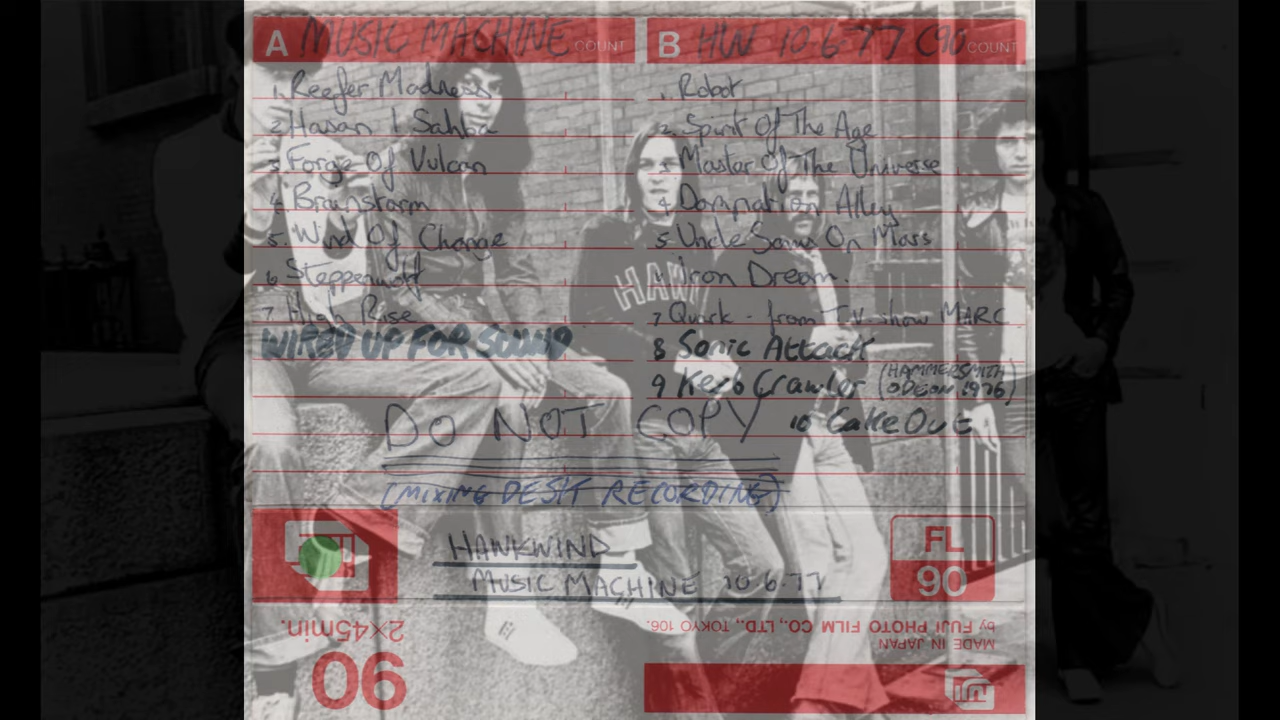 A MUSIC MACHINE COUNT
1. Reefer Madness
2 Hasan I Sahba
3. Forge Of Vulcan
4 Brainstorm
5. Wind Of Change
6 Steppenwolf
7 High Rise
WIRED UP FOR SOUND
B HW 10 6 77 C90 COUNT
1. Robot
2. Spirit Of The Age
3 Master Of The Universe
4 Damnation Alley
5 Uncle Sams On Mars
6 Iron Dream.
7 Quark - from T.V. show MARC
8 Sonic Attack
9 Kerb Crawler (HAMMERSMITH ODEON 1976)
10 Cake Out
HAWK
DO NOT COPY
(MIXING DESK RECORDING)
HAWKWIND
MUSIC MACHINE 10 6.77
FL
90
2×45min.
90
MADE IN JAPAN
by FUJI PHOTO FILM CO., LTD., TOKYO 106.